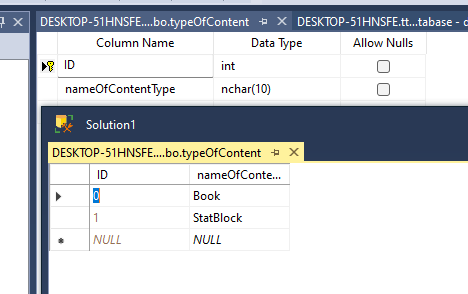 DESKTOP-51HNSFE....bo.typeOfContent DESKTOP-51HNSFE.tt...tabase - d
Column Name Data Type Allow Nulls
ID int
nameOfContentType nchar(10)
Solution1
DESKTOP-51HNSFE....bo.typeOfContent
ID nameOfConte...
0 Book
1 StatBlock
NULL NULL